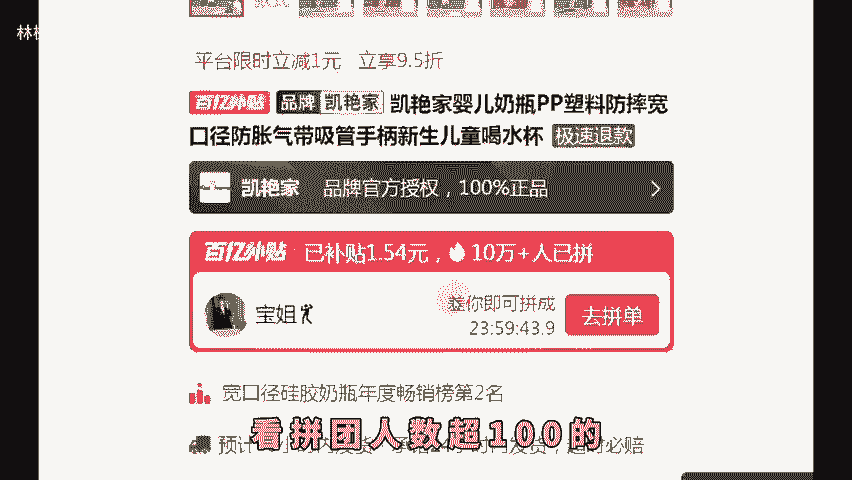 平台限时立减1元 立享9.5折
百亿补贴 品牌 凯艳家 凯艳家婴儿奶瓶PP塑料防摔宽
口径防胀气带吸管手柄新生儿童喝水杯 极速退款
凯艳家 品牌官方授权，100%正品
百亿补贴 已补贴1.54元， 10万+人已拼
宝姐 差你即可拼成 去拼单
23:59:43.9
宽口径硅胶奶瓶年度畅销榜第2名
看拼团人数超100的